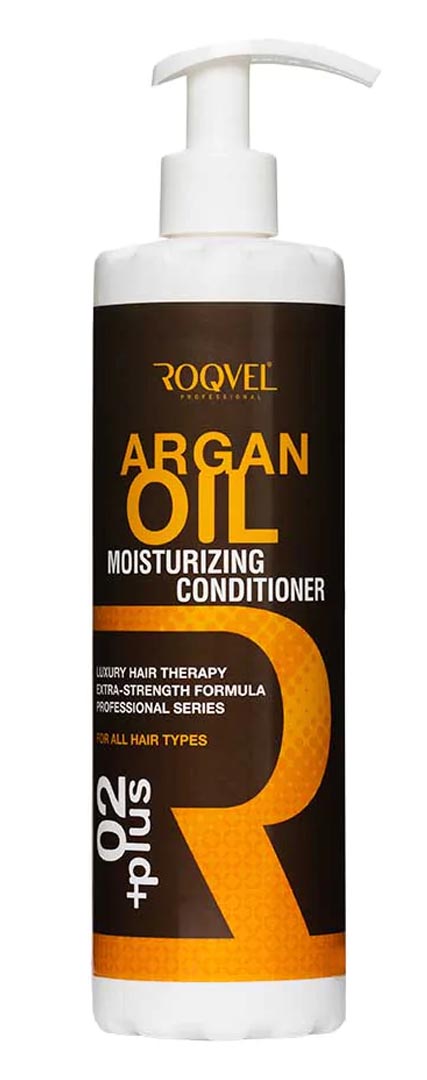 ROQVEL®
PROFESSIONAL
ARGAN
OIL
MOISTURIZING
CONDITIONER
LUXURY HAIR THERAPY
EXTRA-STRENGTH FORMULA
PROFESSIONAL SERIES
FOR ALL HAIR TYPES
02
+plus
R